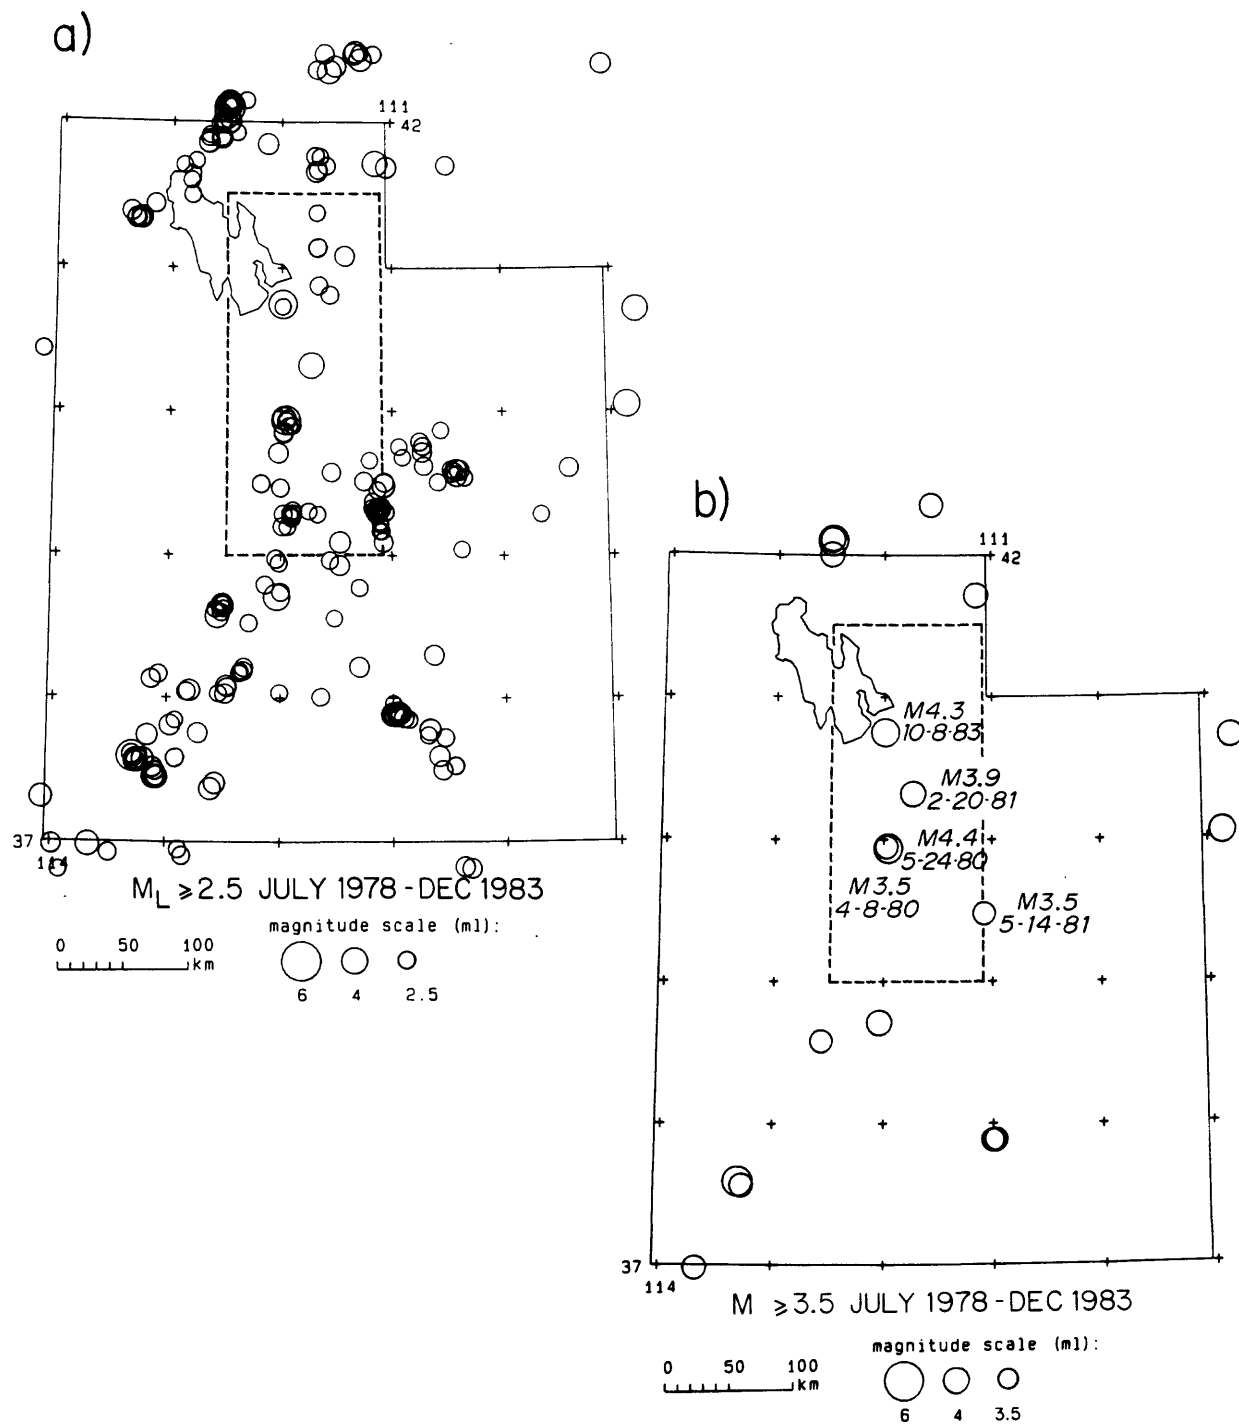 a)
111
42
37
114
M_L ≥ 2.5 JULY 1978 - DEC 1983
magnitude scale (ml):
0 50 100
km
6 4 2.5
b)
111
42
M4.3
10-8-83
M3.9
2-20-81
M4.4
5-24-80
M3.5
4-8-80
M3.5
5-14-81
37
114
M ≥ 3.5 JULY 1978 - DEC 1983
magnitude scale (ml):
0 50 100
km
6 4 3.5